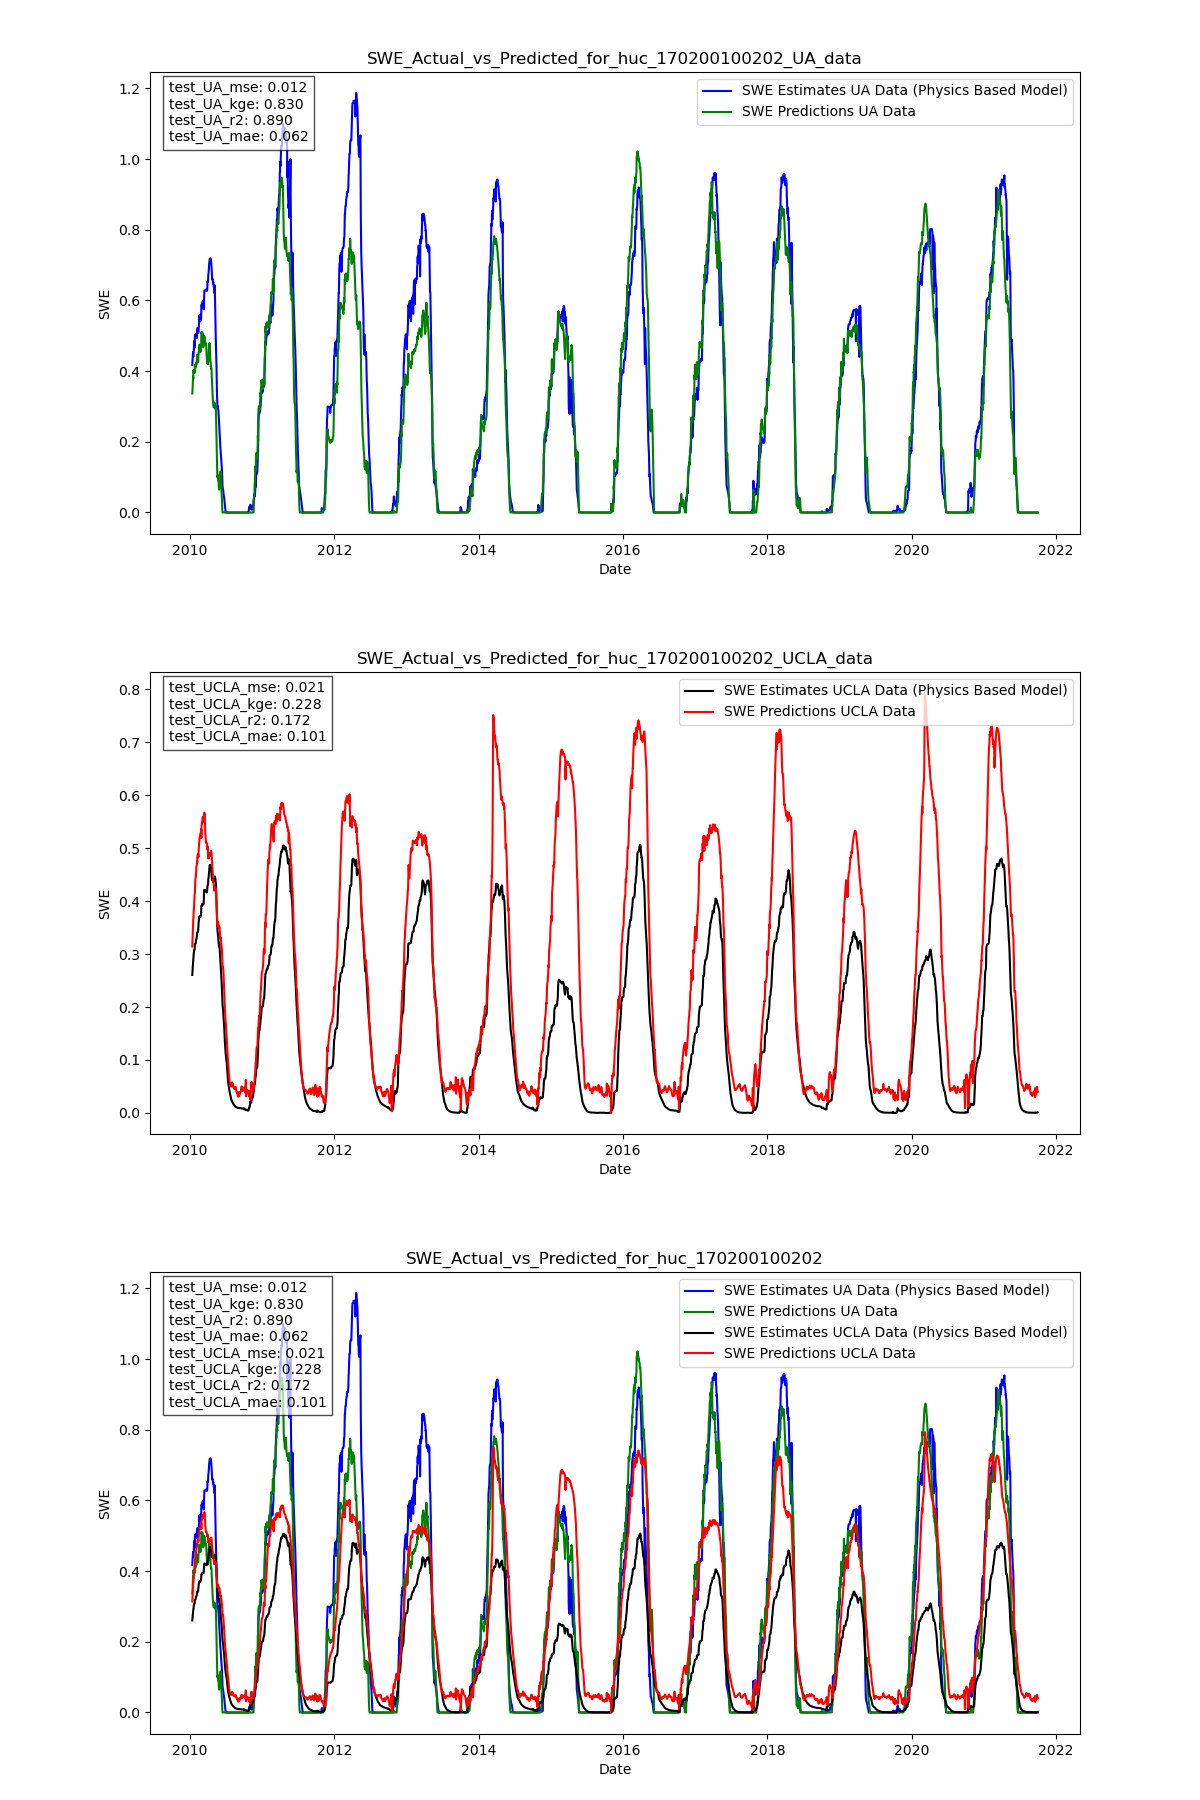 SWE_Actual_vs_Predicted_for_huc_170200100202_UA_data
test_UA_mse: 0.012
test_UA_kge: 0.830
test_UA_r2: 0.890
test_UA_mae: 0.062
SWE Estimates UA Data (Physics Based Model)
SWE Predictions UA Data
1.2
1.0
0.8
0.6
0.4
0.2
0.0
SWE
2010 2012 2014 2016 2018 2020 2022
Date
SWE_Actual_vs_Predicted_for_huc_170200100202_UCLA_data
test_UCLA_mse: 0.021
test_UCLA_kge: 0.228
test_UCLA_r2: 0.172
test_UCLA_mae: 0.101
SWE Estimates UCLA Data (Physics Based Model)
SWE Predictions UCLA Data
0.8
0.7
0.6
0.5
0.4
0.3
0.2
0.1
0.0
SWE
2010 2012 2014 2016 2018 2020 2022
Date
SWE_Actual_vs_Predicted_for_huc_170200100202
test_UA_mse: 0.012
test_UA_kge: 0.830
test_UA_r2: 0.890
test_UA_mae: 0.062
test_UCLA_mse: 0.021
test_UCLA_kge: 0.228
test_UCLA_r2: 0.172
test_UCLA_mae: 0.101
SWE Estimates UA Data (Physics Based Model)
SWE Predictions UA Data
SWE Estimates UCLA Data (Physics Based Model)
SWE Predictions UCLA Data
1.2
1.0
0.8
0.6
0.4
0.2
0.0
SWE
2010 2012 2014 2016 2018 2020 2022
Date